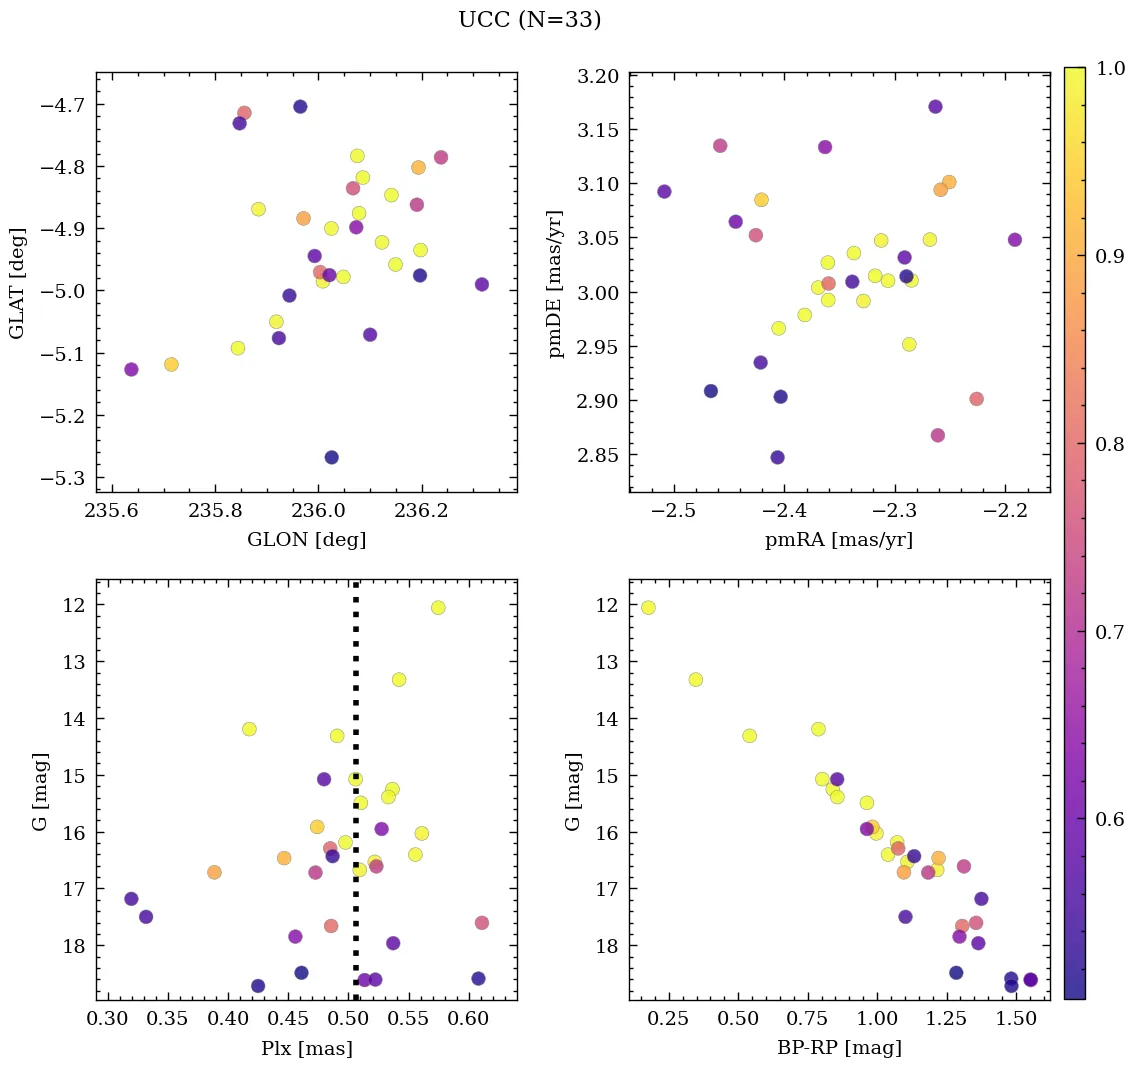 UCC (N=33)
−4.7
−4.8
−4.9
−5.0
−5.1
−5.2
−5.3
GLAT [deg]
235.6 235.8 236.0 236.2
GLON [deg]
3.20
3.15
3.10
3.05
3.00
2.95
2.90
2.85
pmDE [mas/yr]
−2.5 −2.4 −2.3 −2.2
pmRA [mas/yr]
12
13
14
15
16
17
18
G [mag]
0.30 0.35 0.40 0.45 0.50 0.55 0.60
Plx [mas]
12
13
14
15
16
17
18
G [mag]
0.25 0.50 0.75 1.00 1.25 1.50
BP-RP [mag]
1.0
0.9
0.8
0.7
0.6